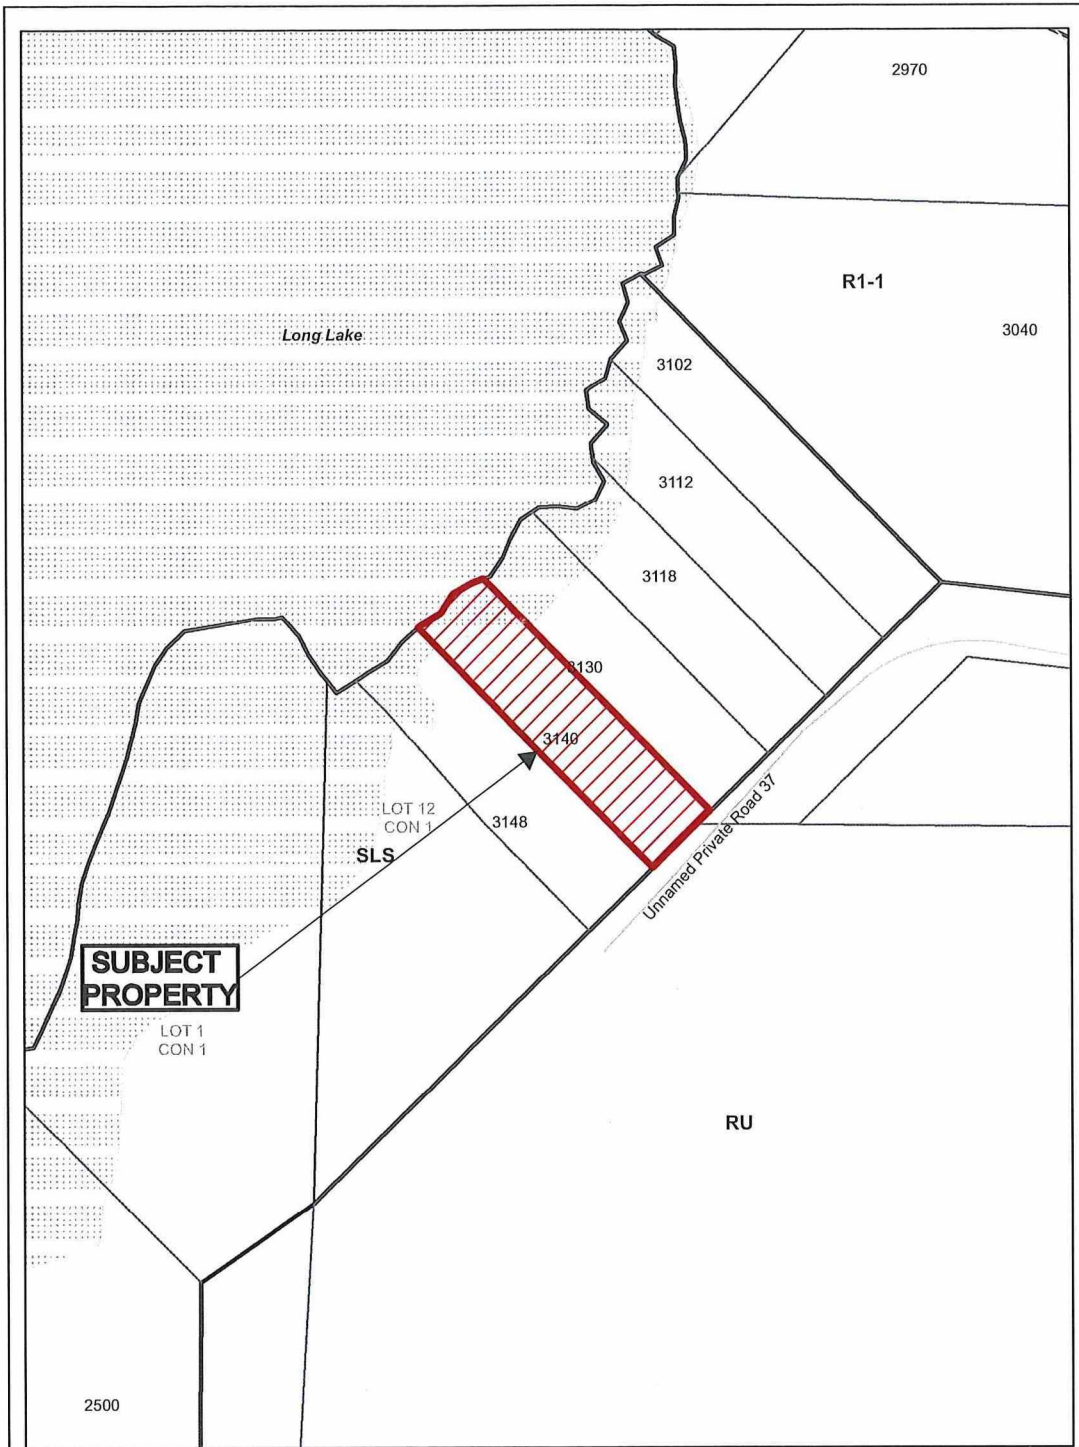 2970
R1-1
Long Lake
3040
3102
3112
3118
3130
3140
LOT 12
CON 1
3148
SLS
Unnamed Private Road 37
SUBJECT
PROPERTY
LOT 1
CON 1
RU
2500